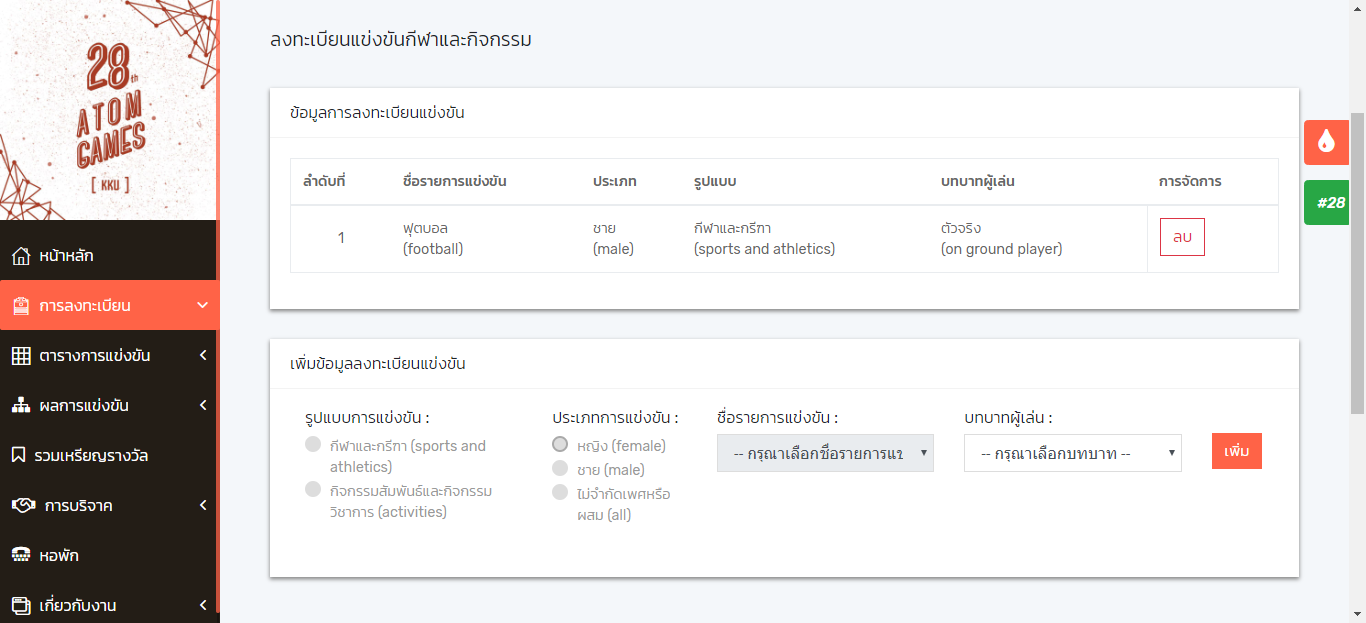 28th
ATOM
GAMES
[ KKU ]
หน้าหลัก
การลงทะเบียน
ตารางการแข่งขัน
ผลการแข่งขัน
รวมเหรียญรางวัล
การบริจาค
หอพัก
เกี่ยวกับงาน
ลงทะเบียนแข่งขันกีฬาและกิจกรรม
ข้อมูลการลงทะเบียนแข่งขัน
ลำดับที่ ชื่อรายการแข่งขัน ประเภท รูปแบบ บทบาทผู้เล่น การจัดการ
1 ฟุตบอล ชาย กีฬาและกรีฑา ตัวจริง ลบ
(football) (male) (sports and athletics) (on ground player)
เพิ่มข้อมูลลงทะเบียนแข่งขัน
รูปแบบการแข่งขัน :
กีฬาและกรีฑา (sports and
athletics)
กิจกรรมสัมพันธ์และกิจกรรม
วิชาการ (activities)
ประเภทการแข่งขัน :
หญิง (female)
ชาย (male)
ไม่จำกัดเพศหรือ
ผสม (all)
ชื่อรายการแข่งขัน :
-- กรุณาเลือกชื่อรายการแข
บทบาทผู้เล่น :
-- กรุณาเลือกบทบาท --
เพิ่ม
#28